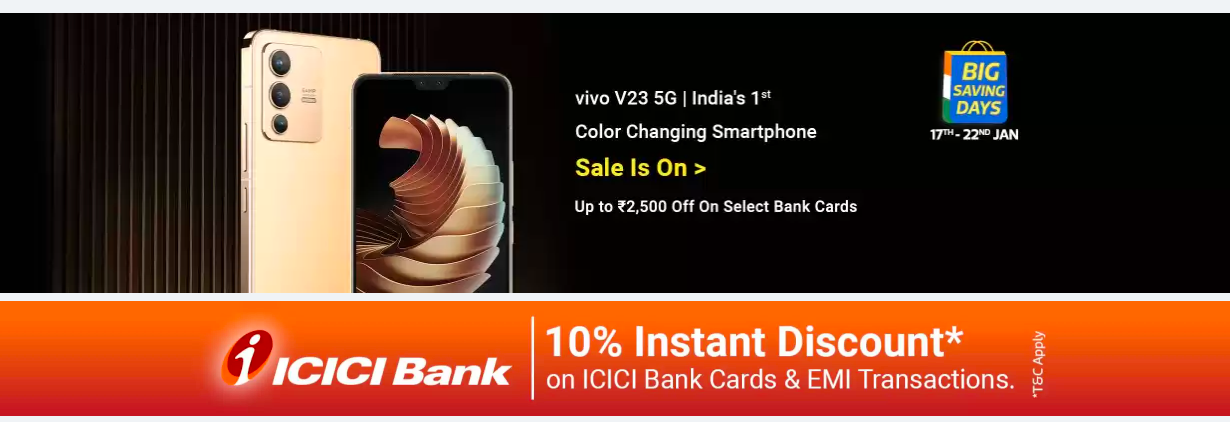 vivo V23 5G | India's 1st
Color Changing Smartphone
Sale Is On >
Up to ₹2,500 Off On Select Bank Cards
BIG
SAVING
DAYS
17TH - 22ND JAN
i ICICI Bank
10% Instant Discount*
on ICICI Bank Cards & EMI Transactions.
*T&C Apply